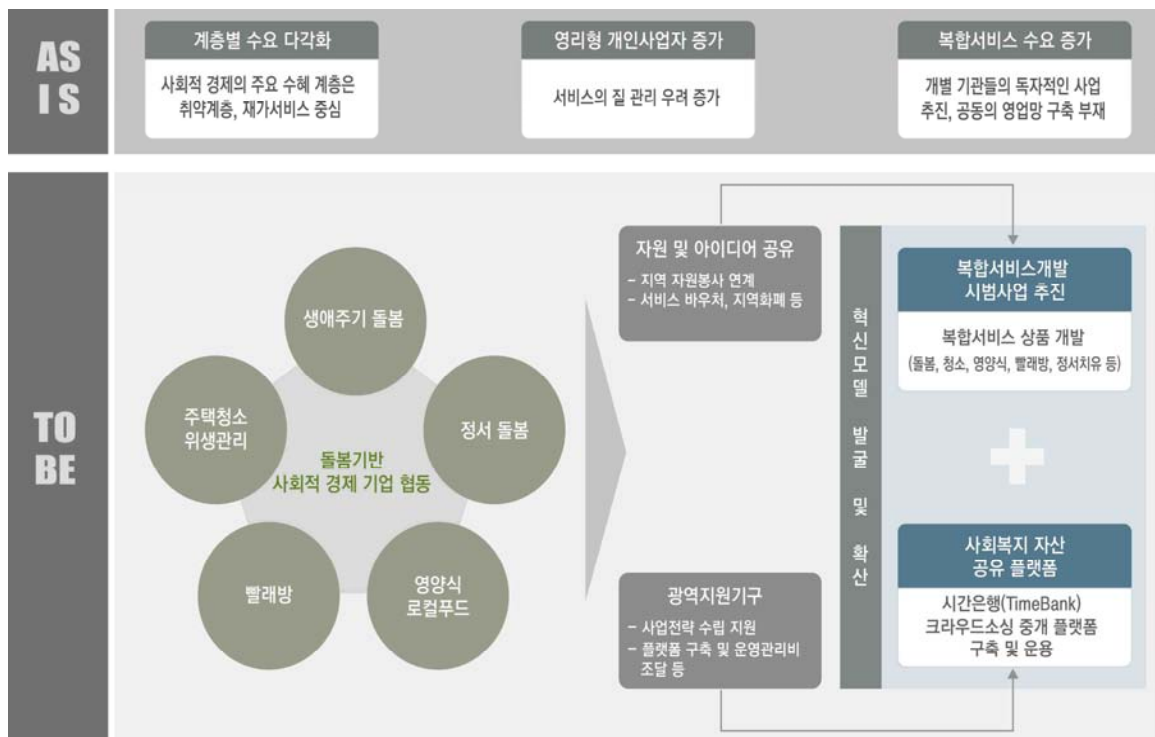 AS
IS
계층별 수요 다각화
사회적 경제의 주요 수혜 계층은
취약계층, 재가서비스 중심
영리형 개인사업자 증가
서비스의 질 관리 우려 증가
복합서비스 수요 증가
개별 기관들의 독자적인 사업
추진, 공동의 영업망 구축 부재
TO
BE
생애주기 돌봄
주택청소
위생관리
정서 돌봄
돌봄기반
사회적 경제 기업 협동
빨래방
영양식
로컬푸드
자원 및 아이디어 공유
– 지역 자원봉사 연계
– 서비스 바우처, 지역화폐 등
광역지원기구
– 사업전략 수립 지원
– 플랫폼 구축 및 운영관리비
조달 등
혁신모델 발굴 및 확산
복합서비스개발
시범사업 추진
복합서비스 상품 개발
(돌봄, 청소, 영양식, 빨래방, 정서치유 등)
사회복지 자산
공유 플랫폼
시간은행(TimeBank)
크라우드소싱 중개 플랫폼
구축 및 운용